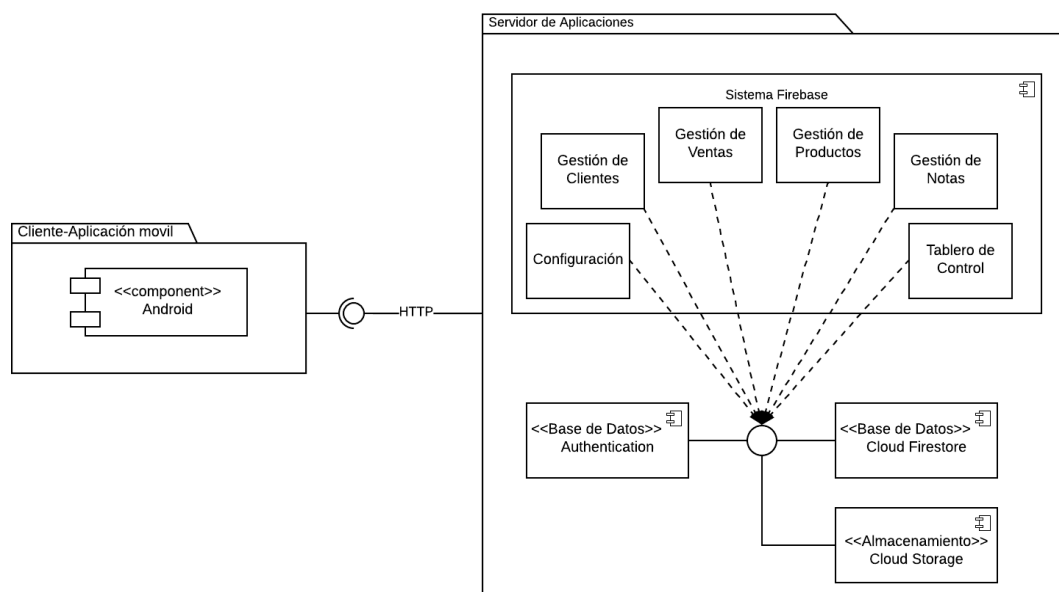 Servidor de Aplicaciones
Sistema Firebase
Gestión de
Ventas
Gestión de
Productos
Gestión de
Clientes
Gestión de
Notas
Configuración
Tablero de
Control
Cliente-Aplicación movil
<<component>>
Android
HTTP
<<Base de Datos>>
Authentication
<<Base de Datos>>
Cloud Firestore
<<Almacenamiento>>
Cloud Storage